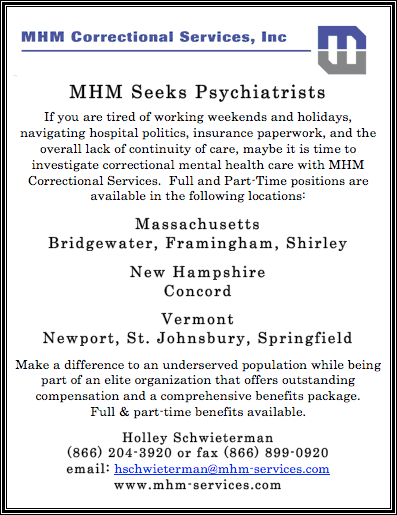 MHM Correctional Services, Inc
MHM Seeks Psychiatrists
If you are tired of working weekends and holidays,
navigating hospital politics, insurance paperwork, and the
overall lack of continuity of care, maybe it is time to
investigate correctional mental health care with MHM
Correctional Services.  Full and Part-Time positions are
available in the following locations:
Massachusetts
Bridgewater, Framingham, Shirley
New Hampshire
Concord
Vermont
Newport, St. Johnsbury, Springfield
Make a difference to an underserved population while being
part of an elite organization that offers outstanding
compensation and a comprehensive benefits package.
Full & part-time benefits available.
Holley Schwieterman
(866) 204-3920 or fax (866) 899-0920
email: hschwieterman@mhm-services.com
www.mhm-services.com